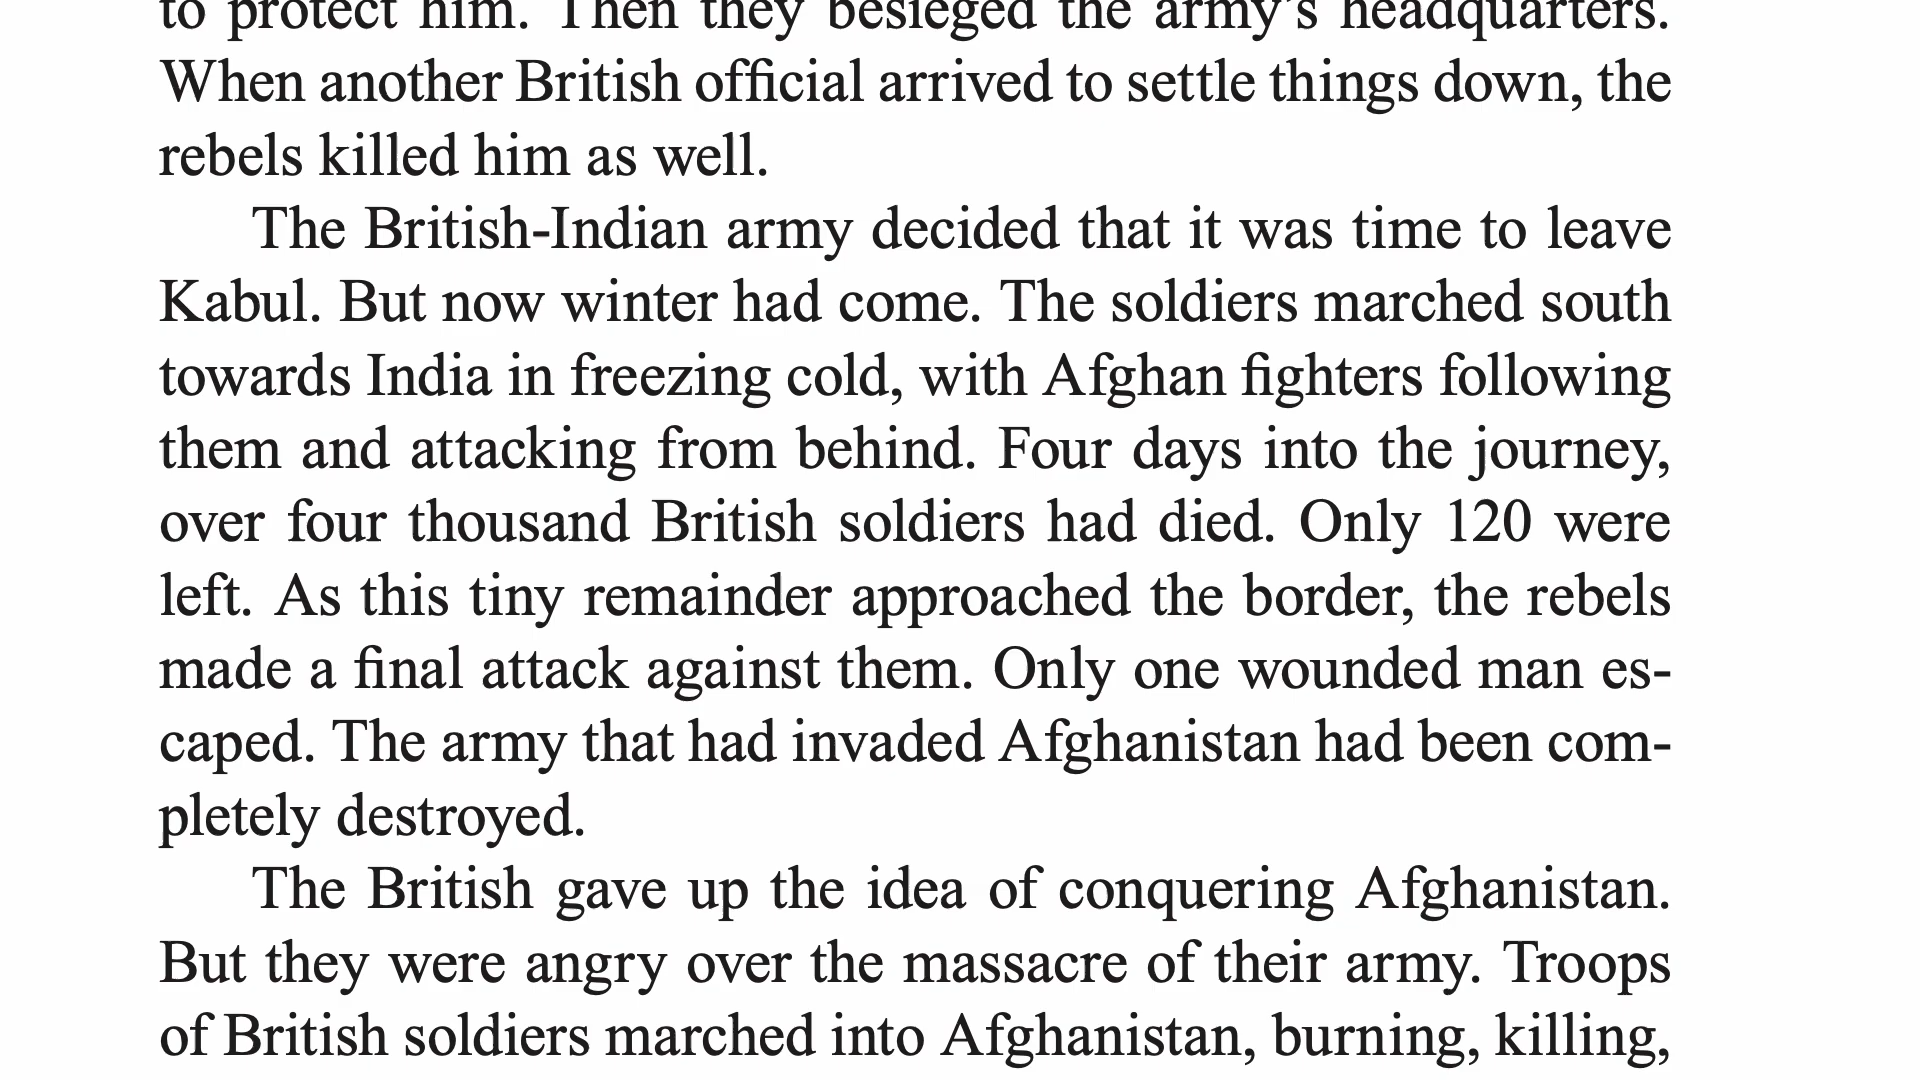 to protect him. Then they besieged the army's headquarters.
When another British official arrived to settle things down, the
rebels killed him as well.
The British-Indian army decided that it was time to leave
Kabul. But now winter had come. The soldiers marched south
towards India in freezing cold, with Afghan fighters following
them and attacking from behind. Four days into the journey,
over four thousand British soldiers had died. Only 120 were
left. As this tiny remainder approached the border, the rebels
made a final attack against them. Only one wounded man es-
caped. The army that had invaded Afghanistan had been com-
pletely destroyed.
The British gave up the idea of conquering Afghanistan.
But they were angry over the massacre of their army. Troops
of British soldiers marched into Afghanistan, burning, killing,